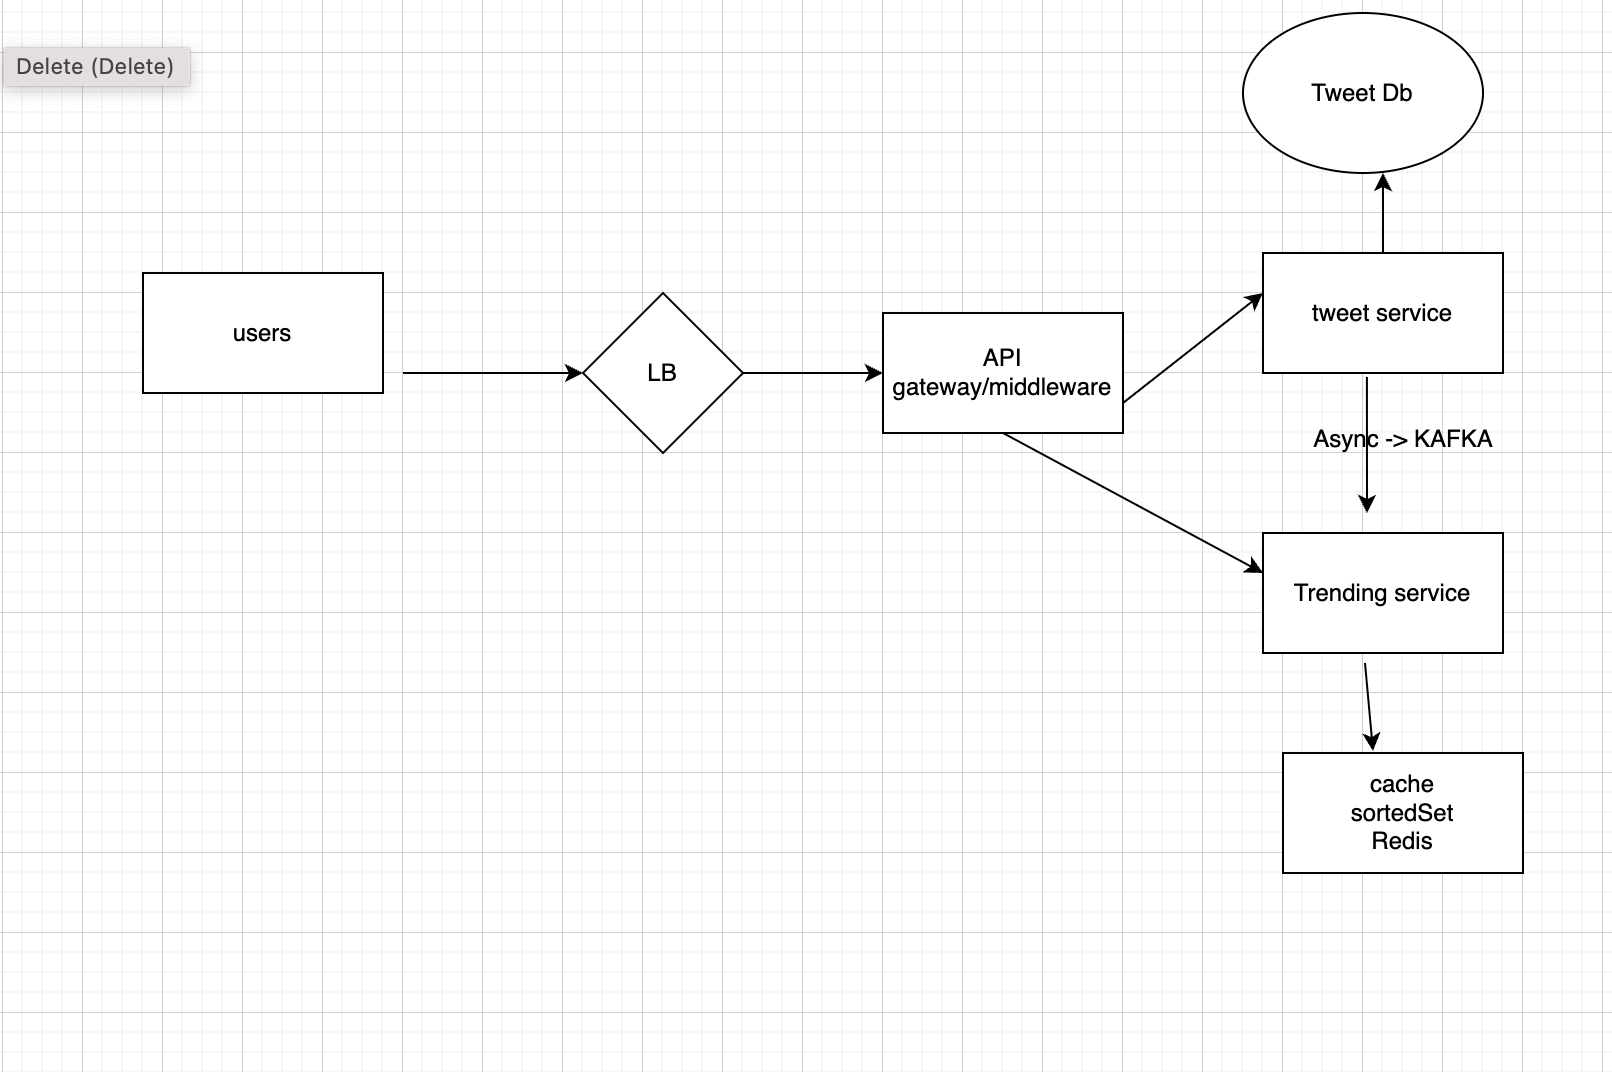 Delete (Delete)
Tweet Db
users
LB
API
gateway/middleware
tweet service
Async -> KAFKA
Trending service
cache
sortedSet
Redis